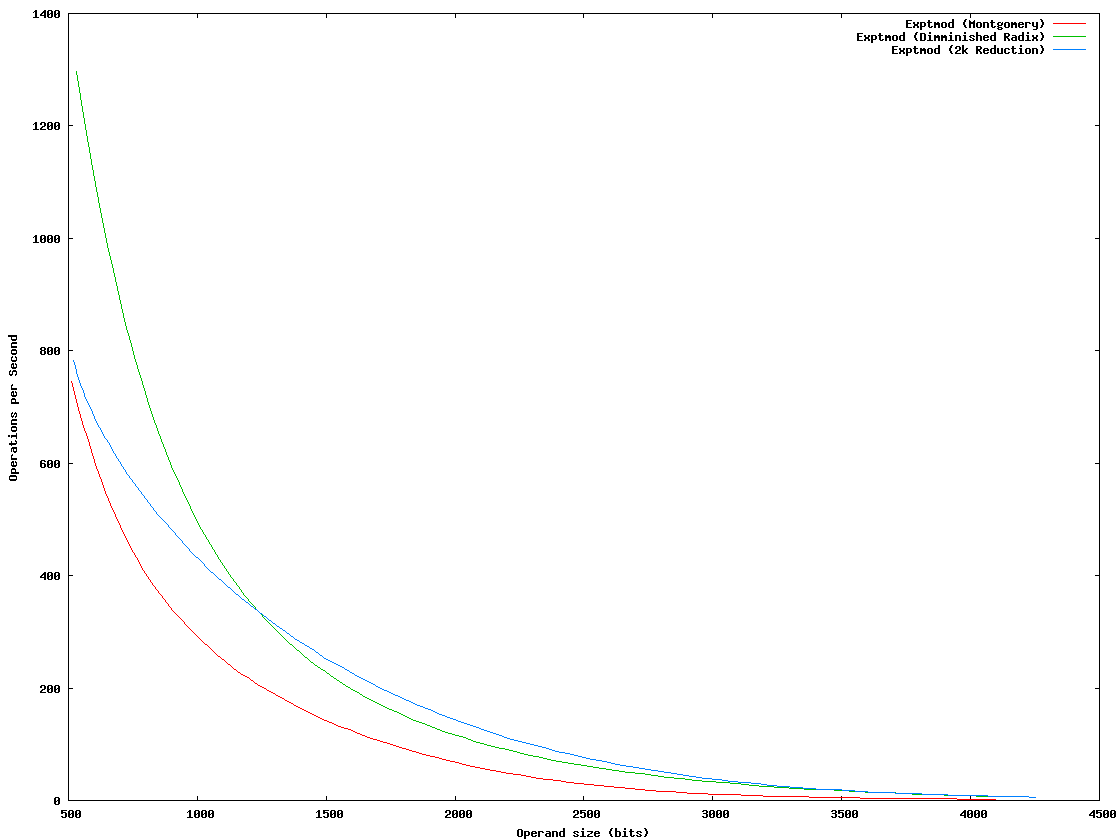 1400
1200
1000
800
600
400
200
0
Operations per Second
Exptmod (Montgomery)
Exptmod (Dimminished Radix)
Exptmod (2k Reduction)
500 1000 1500 2000 2500 3000 3500 4000 4500
Operand size (bits)